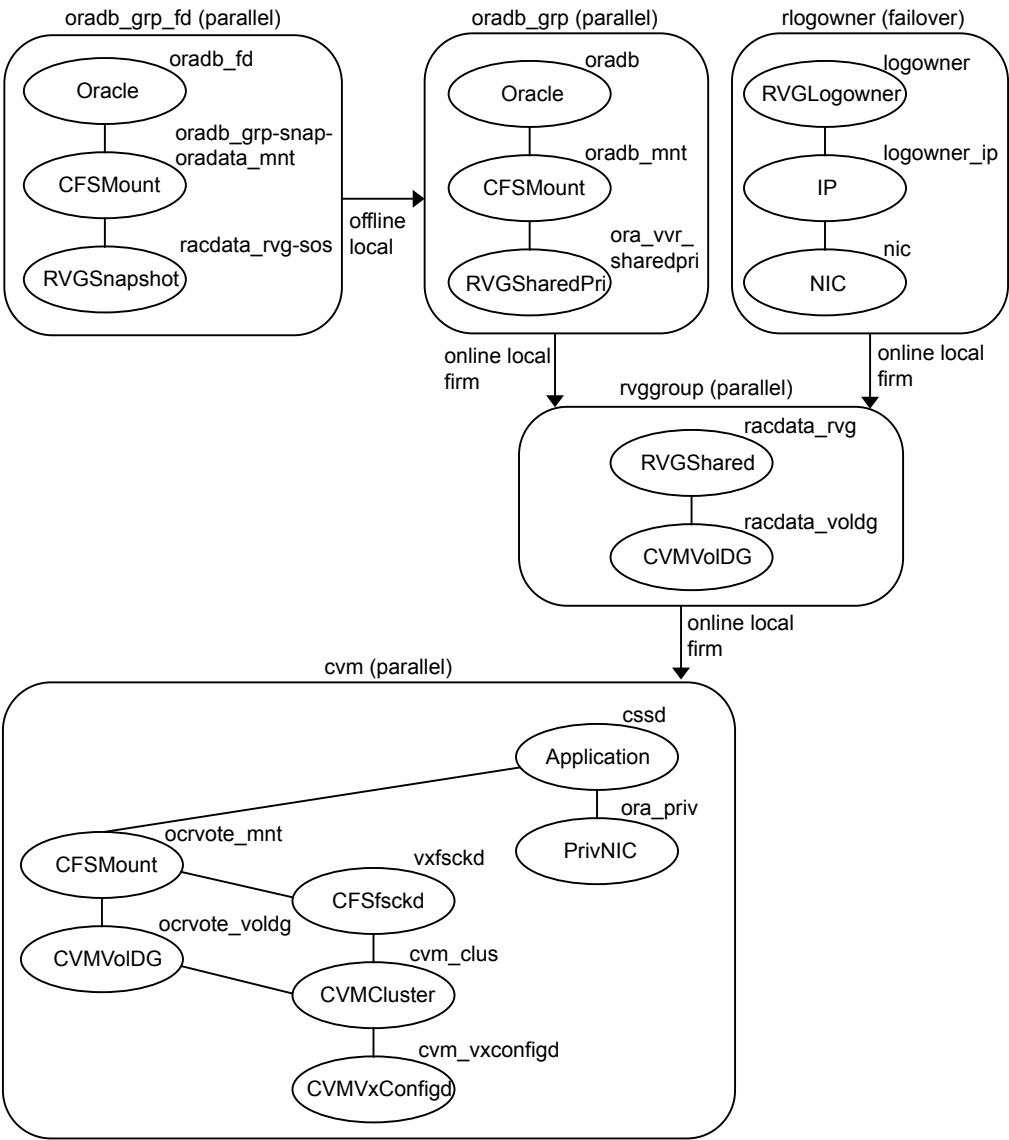 oradb_grp_fd (parallel)
oradb_fd
Oracle
oradb_grp-snap-
oradata_mnt
CFSMount
racdata_rvg-sos
RVGSnapshot
offline
local
oradb_grp (parallel)
oradb
Oracle
oradb_mnt
CFSMount
ora_vvr_
sharedpri
RVGSharedPri
online local
firm
rlogowner (failover)
logowner
RVGLogowner
logowner_ip
IP
nic
NIC
online local
firm
rvggroup (parallel)
racdata_rvg
RVGShared
racdata_voldg
CVMVolDG
online local
firm
cvm (parallel)
cssd
Application
ora_priv
PrivNIC
ocrvote_mnt
CFSMount
vxfsckd
CFSfsckd
ocrvote_voldg
CVMVolDG
cvm_clus
CVMCluster
cvm_vxconfigd
CVMVxConfigd